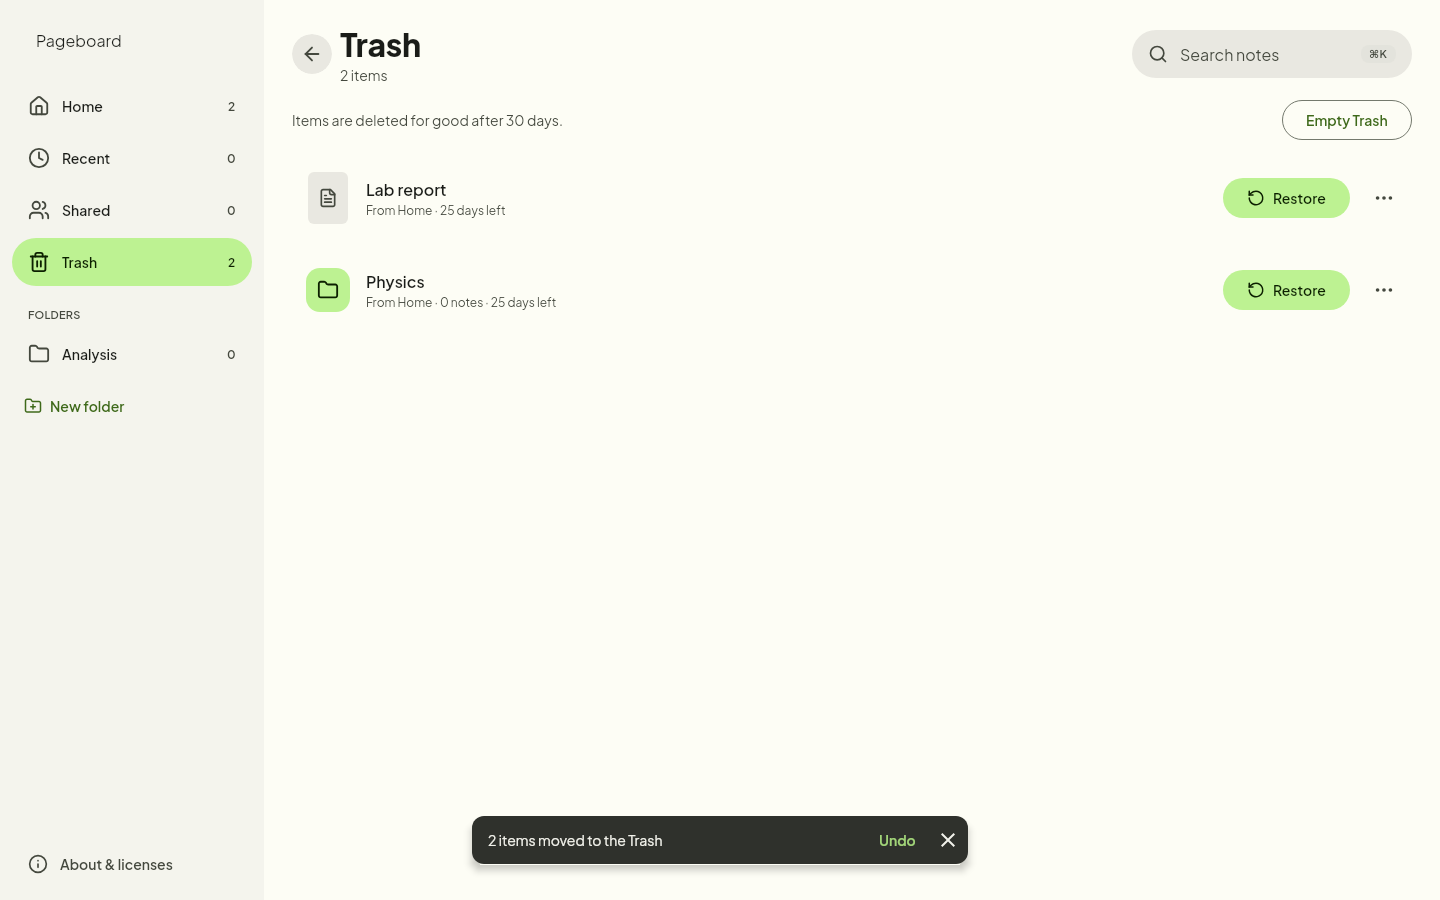 Pageboard
Home 2
Recent 0
Shared 0
Trash 2
FOLDERS
Analysis 0
New folder
About & licenses
Trash
2 items
Search notes ⌘K
Items are deleted for good after 30 days.
Empty Trash
Lab report
From Home · 25 days left
Restore
Physics
From Home · 0 notes · 25 days left
Restore
2 items moved to the Trash
Undo